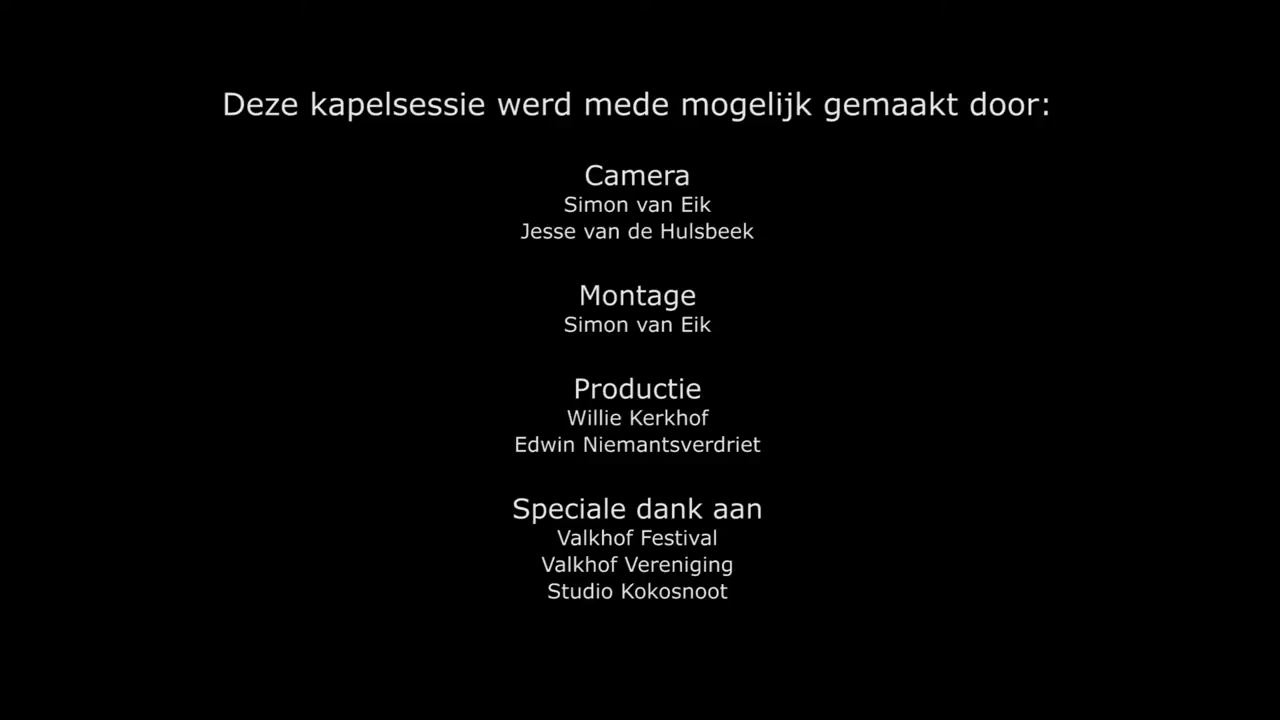 Deze kapelsessie werd mede mogelijk gemaakt door:
Camera
Simon van Eik
Jesse van de Hulsbeek
Montage
Simon van Eik
Productie
Willie Kerkhof
Edwin Niemantsverdriet
Speciale dank aan
Valkhof Festival
Valkhof Vereniging
Studio Kokosnoot